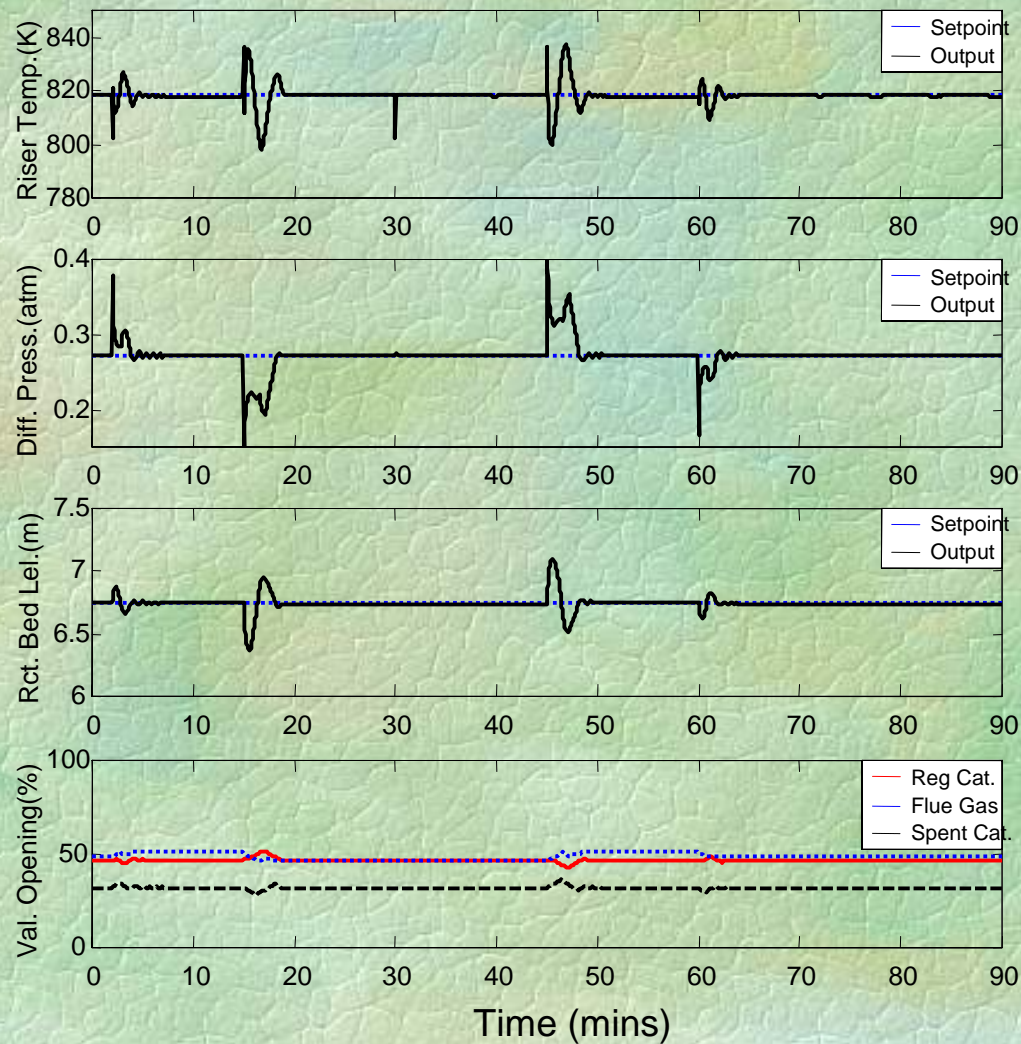 Riser Temp.(K)
850
820
800
780
0 10 20 30 40 50 60 70 80 90
Setpoint
Output
Diff. Press.(atm)
0.4
0.3
0.2
0 10 20 30 40 50 60 70 80 90
Setpoint
Output
Rct. Bed Lel.(m)
7.5
7
6.5
6
0 10 20 30 40 50 60 70 80 90
Setpoint
Output
Val. Opening(%)
100
50
0
0 10 20 30 40 50 60 70 80 90
Reg Cat.
Flue Gas
Spent Cat.
Time (mins)